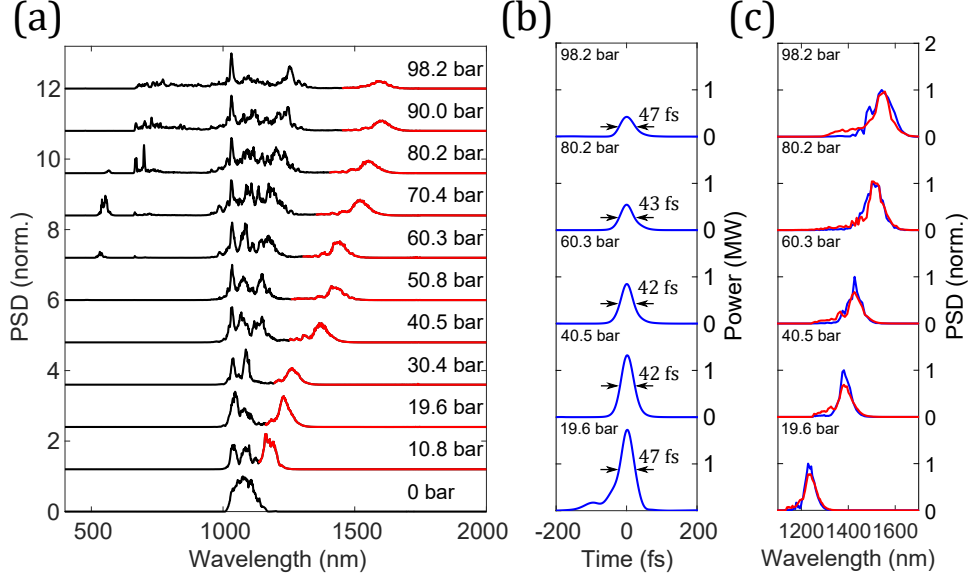 (a)
PSD (norm.)
12
10
8
6
4
2
0
98.2 bar
90.0 bar
80.2 bar
70.4 bar
60.3 bar
50.8 bar
40.5 bar
30.4 bar
19.6 bar
10.8 bar
0 bar
500
1000
1500
2000
Wavelength (nm)
(b)
98.2 bar
47 fs
80.2 bar
43 fs
60.3 bar
42 fs
40.5 bar
42 fs
19.6 bar
47 fs
1
0
1
0
1
0
1
0
1
Power (MW)
-200
0
200
Time (fs)
(c)
98.2 bar
80.2 bar
60.3 bar
40.5 bar
19.6 bar
2
1
0
1
0
1
0
1
0
1
0
PSD (norm.)
1200
1400
1600
Wavelength (nm)